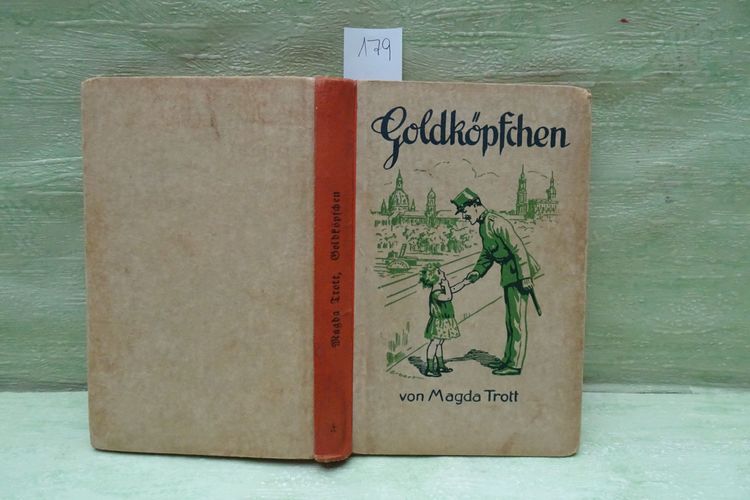 179
Goldköpfchen
von Magda Trott
Magda Trott, Goldköpfchen